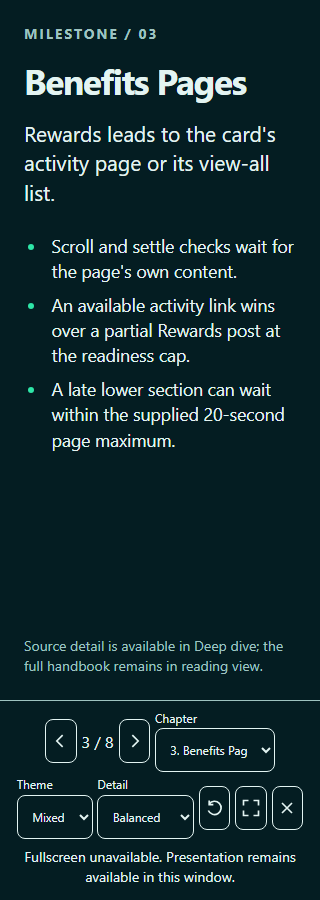 MILESTONE / 03
Benefits Pages
Rewards leads to the card's
activity page or its view-all
list.
• Scroll and settle checks wait for
the page's own content.
• An available activity link wins
over a partial Rewards post at
the readiness cap.
• A late lower section can wait
within the supplied 20-second
page maximum.
Source detail is available in Deep dive; the
full handbook remains in reading view.
Chapter
3 / 8
3. Benefits Pag
Theme
Detail
Mixed
Balanced
Fullscreen unavailable. Presentation remains
available in this window.